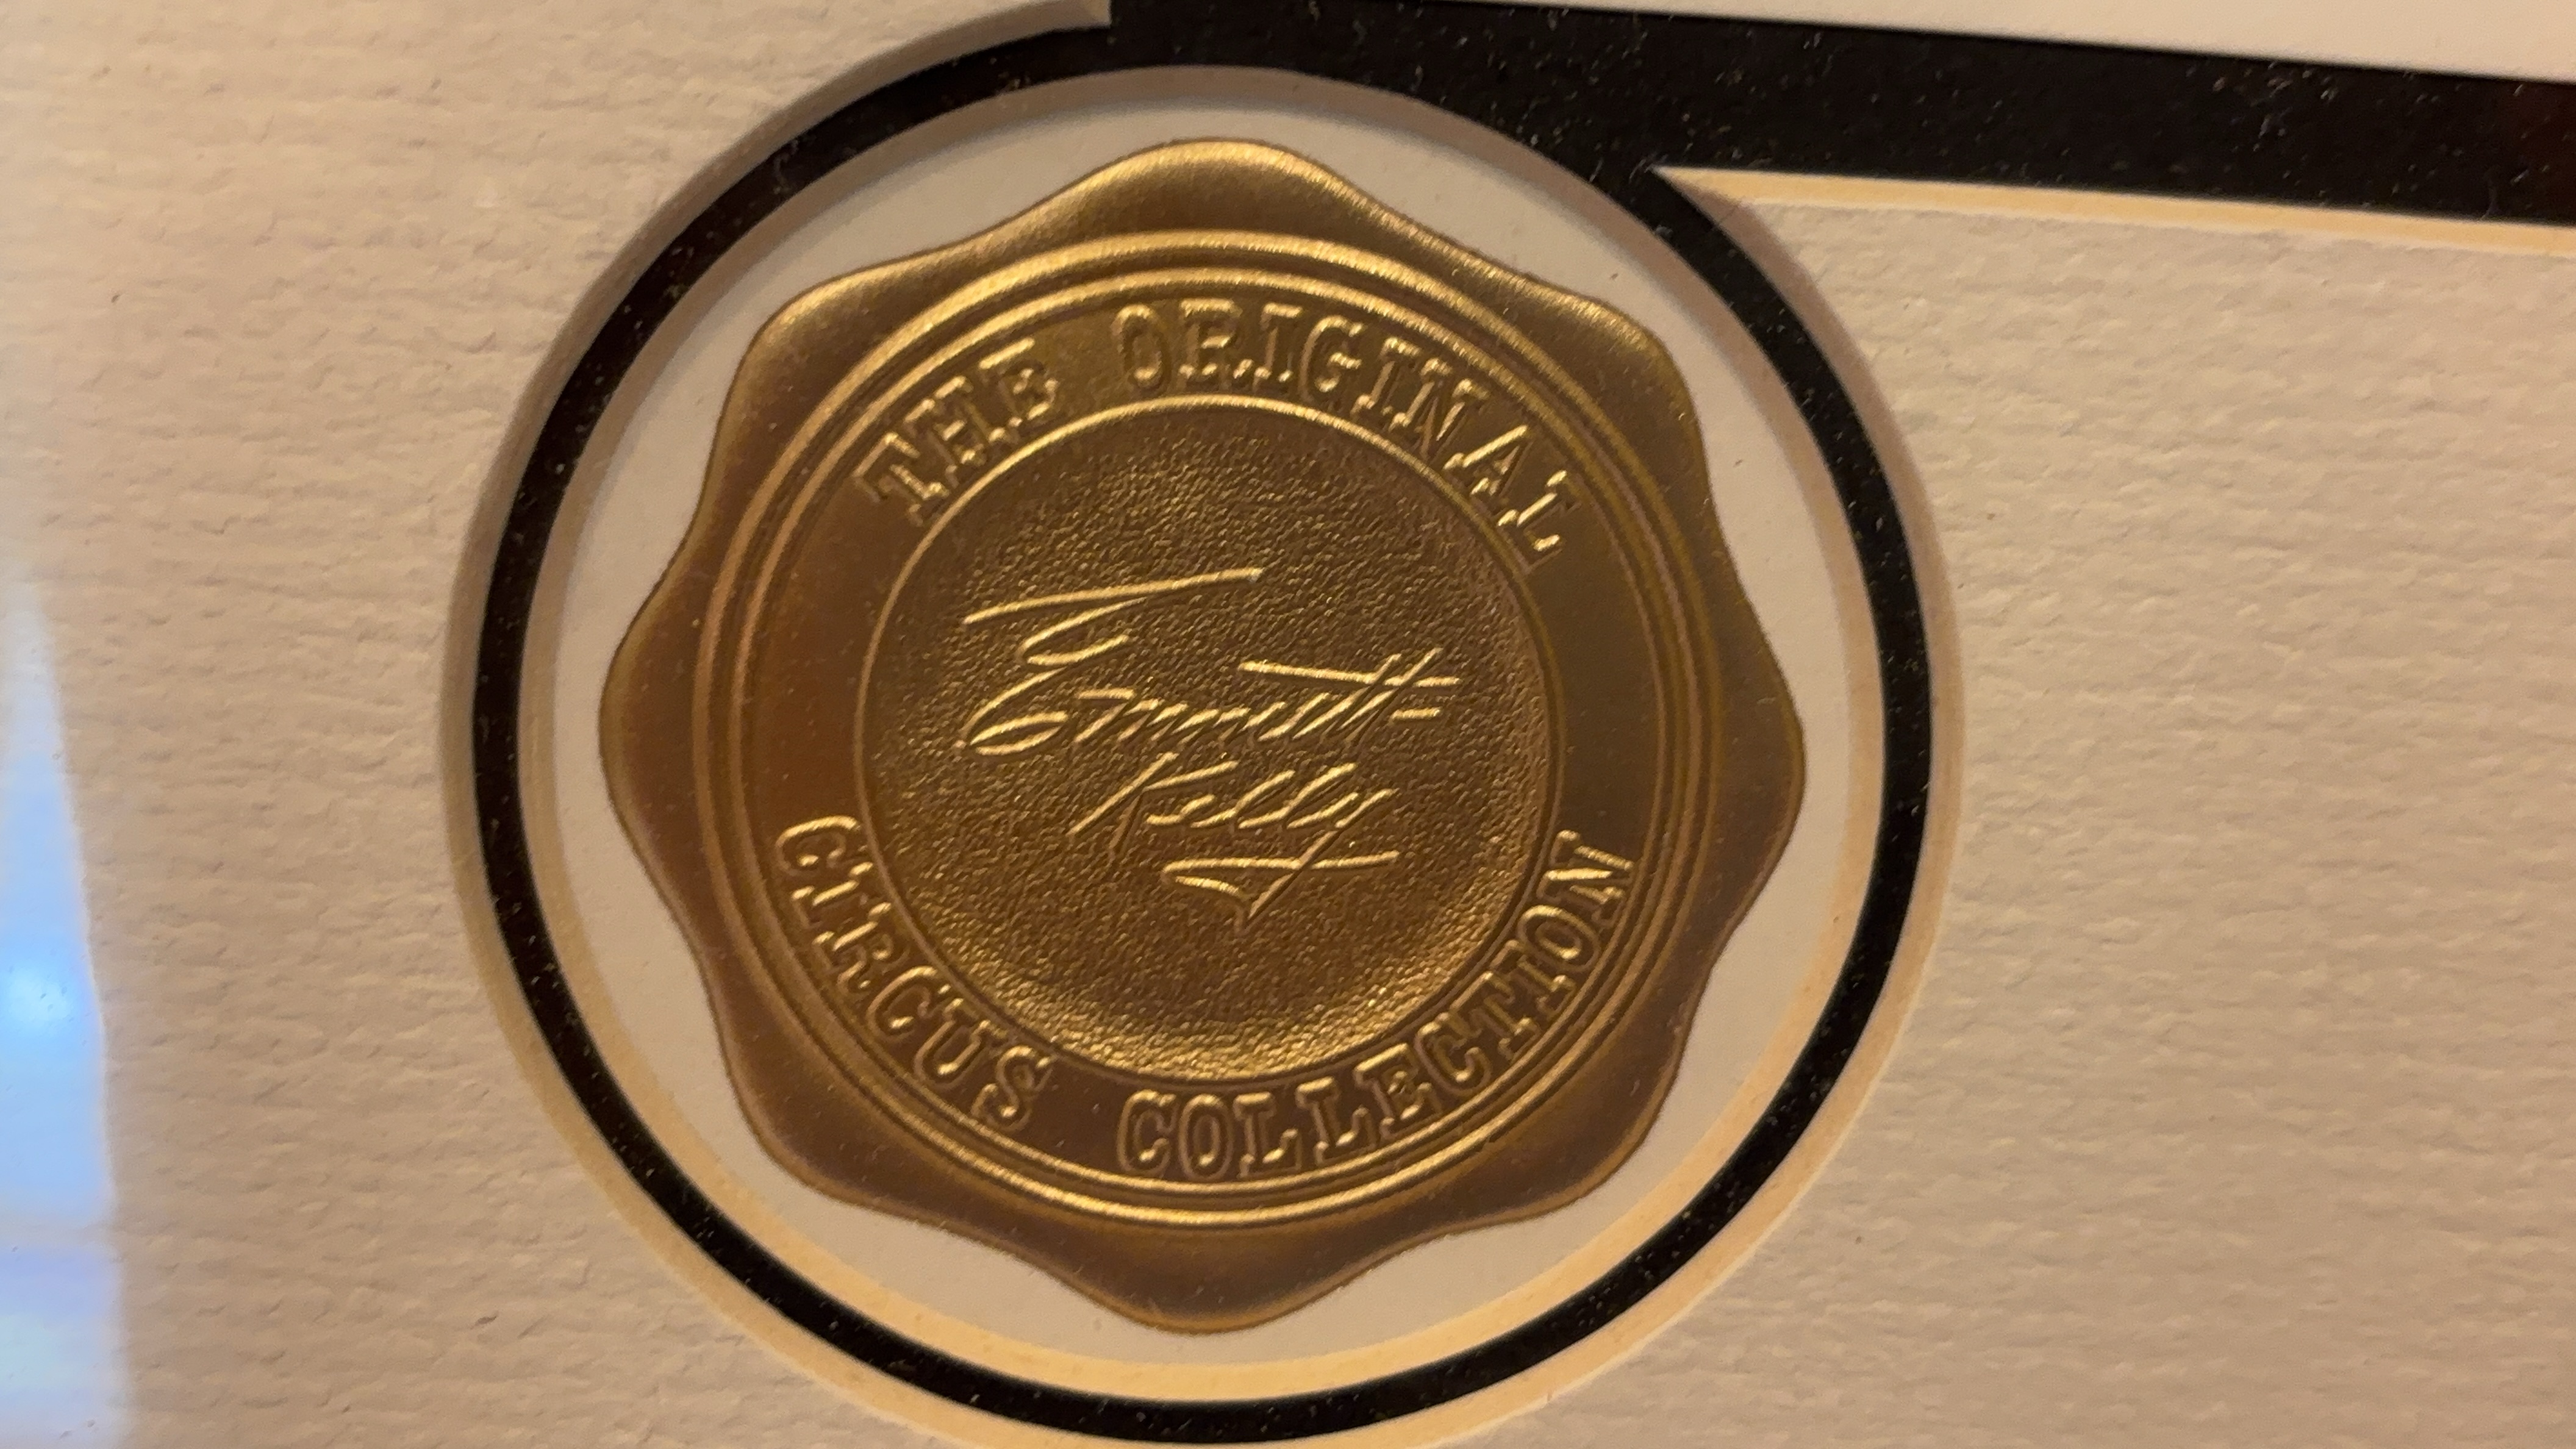 THE ORIGINAL
Emmett
Kelly
CIRCUS COLLECTION